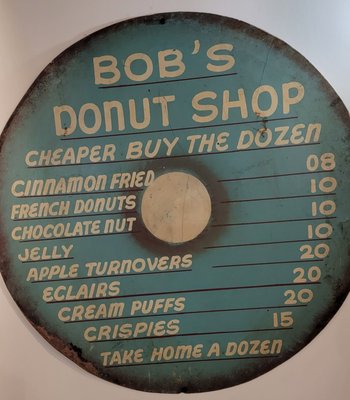 BOB'S
DONUT SHOP
CHEAPER BUY THE DOZEN
CINNAMON FRIED 08
FRENCH DONUTS 10
CHOCOLATE NUT 10
JELLY 10
APPLE TURNOVERS 20
ECLAIRS 20
CREAM PUFFS 20
CRISPIES 15
TAKE HOME A DOZEN